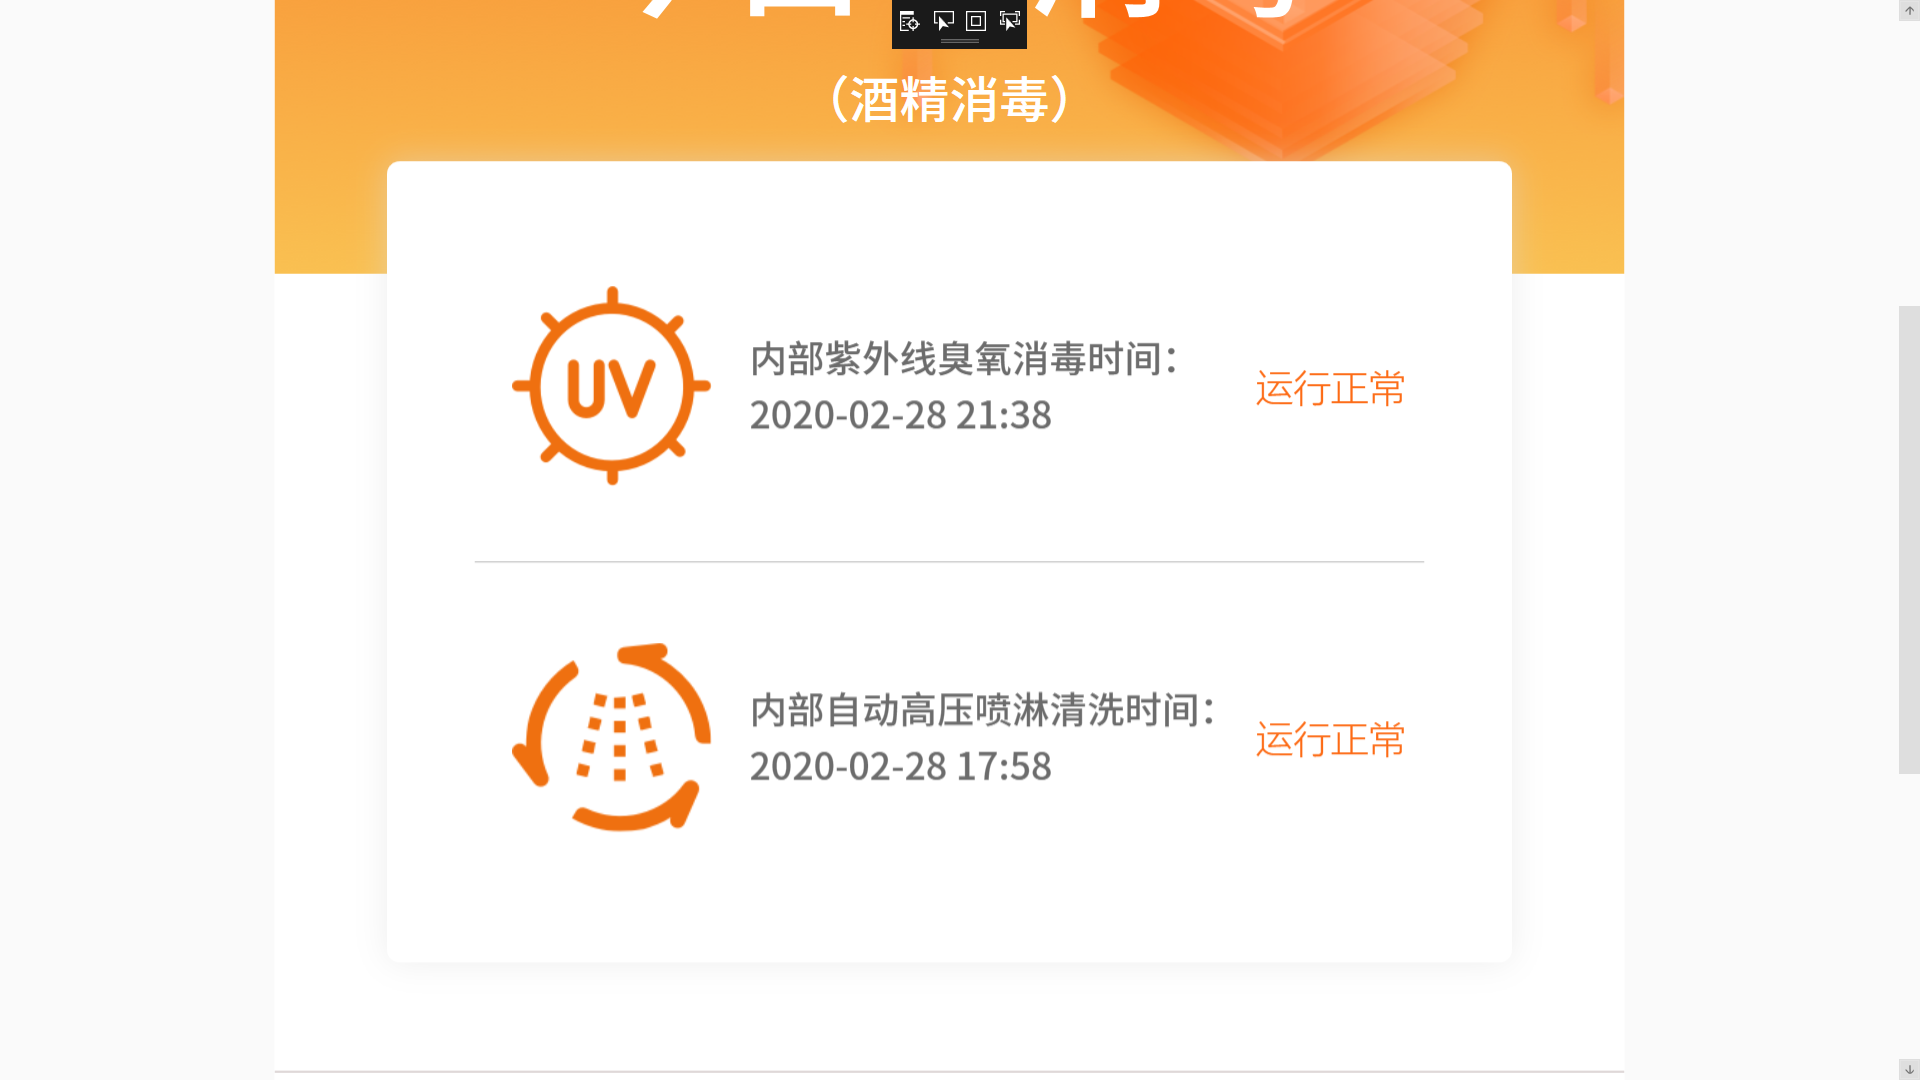 （酒精消毒）
UV
内部紫外线臭氧消毒时间：
2020-02-28 21:38
运行正常
内部自动高压喷淋清洗时间：
2020-02-28 17:58
运行正常